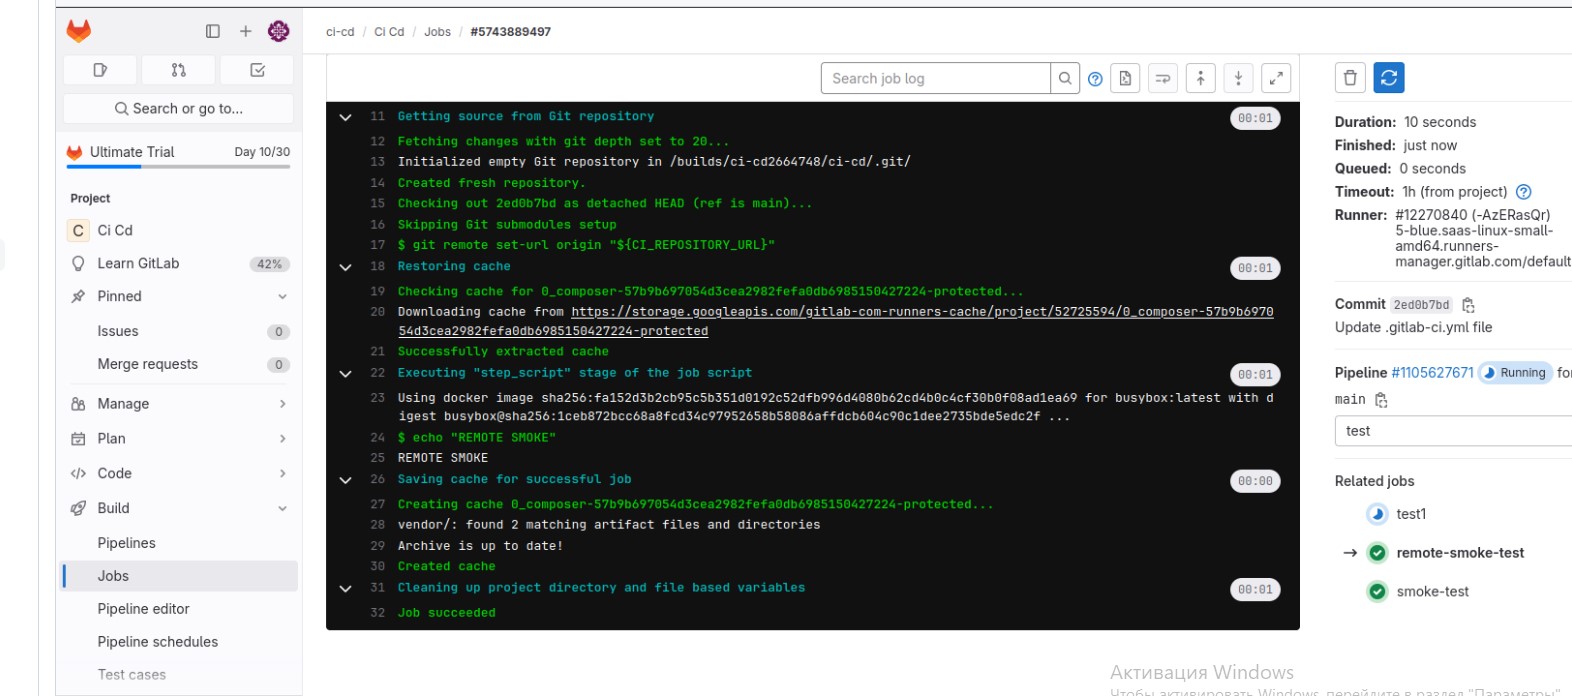 ci-cd / Ci Cd / Jobs / #5743889497
Search or go to...
Ultimate Trial Day 10/30
Project
C Ci Cd
Learn GitLab 42%
Pinned
Issues 0
Merge requests 0
Manage
Plan
Code
Build
Pipelines
Jobs
Pipeline editor
Pipeline schedules
Test cases
Search job log
11 Getting source from Git repository 00:01
12 Fetching changes with git depth set to 20...
13 Initialized empty Git repository in /builds/ci-cd2664748/ci-cd/.git/
14 Created fresh repository.
15 Checking out 2ed0b7bd as detached HEAD (ref is main)...
16 Skipping Git submodules setup
17 $ git remote set-url origin "${CI_REPOSITORY_URL}"
18 Restoring cache 00:01
19 Checking cache for 0_composer-57b9b697054d3cea2982fefa0db6985150427224-protected...
20 Downloading cache from https://storage.googleapis.com/gitlab-com-runners-cache/project/52725594/0_composer-57b9b6970
54d3cea2982fefa0db6985150427224-protected
21 Successfully extracted cache
22 Executing "step_script" stage of the job script 00:01
23 Using docker image sha256:fa152d3b2cb95c5b351d0192c52dfb996d4080b62cd4b0c4cf30b0f08ad1ea69 for busybox:latest with d
igest busybox@sha256:1ceb872bcc68a8fcd34c97952658b58086affdcb604c90c1dee2735bde5edc2f ...
24 $ echo "REMOTE SMOKE"
25 REMOTE SMOKE
26 Saving cache for successful job 00:00
27 Creating cache 0_composer-57b9b697054d3cea2982fefa0db6985150427224-protected...
28 vendor/: found 2 matching artifact files and directories
29 Archive is up to date!
30 Created cache
31 Cleaning up project directory and file based variables 00:01
32 Job succeeded
Duration: 10 seconds
Finished: just now
Queued: 0 seconds
Timeout: 1h (from project)
Runner: #12270840 (-AzERasQr)
5-blue.saas-linux-small-
amd64.runners-
manager.gitlab.com/default
Commit 2ed0b7bd
Update .gitlab-ci.yml file
Pipeline #1105627671 Running for
main
test
Related jobs
test1
→ remote-smoke-test
smoke-test
Активация Windows
Чтобы активировать Windows, перейдите в раздел "Параметры"